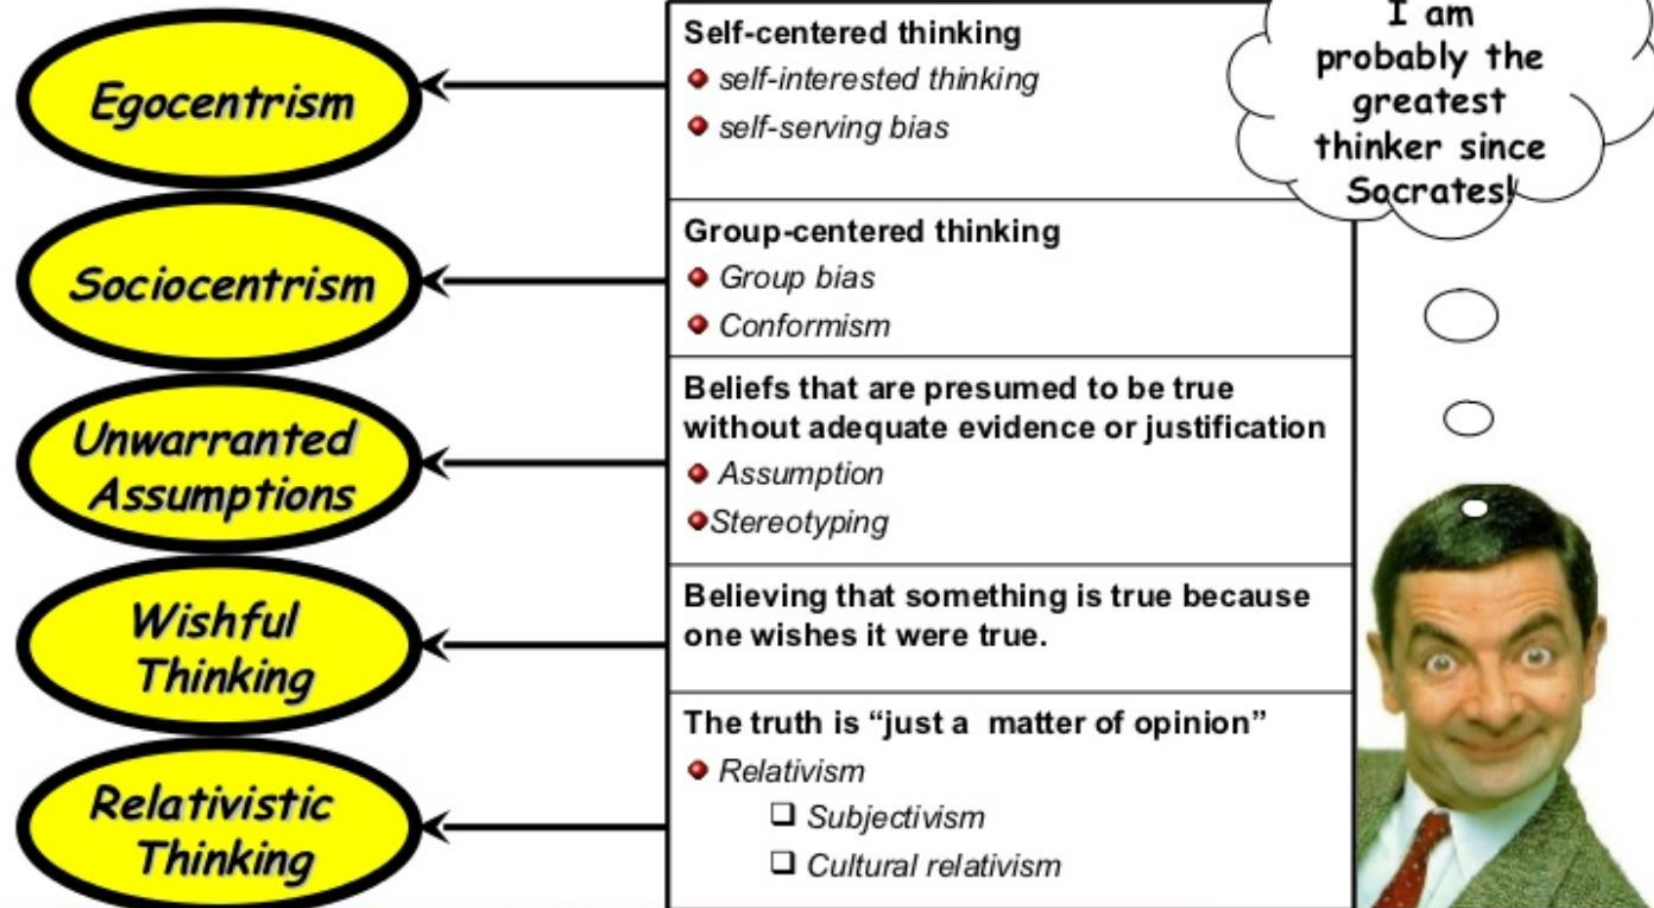 Egocentrism
Self-centered thinking
self-interested thinking
self-serving bias
Sociocentrism
Group-centered thinking
Group bias
Conformism
Unwarranted
Assumptions
Beliefs that are presumed to be true
without adequate evidence or justification
Assumption
Stereotyping
Wishful
Thinking
Believing that something is true because
one wishes it were true.
Relativistic
Thinking
The truth is “just a matter of opinion”
Relativism
Subjectivism
Cultural relativism
I am
probably the
greatest
thinker since
Socrates!